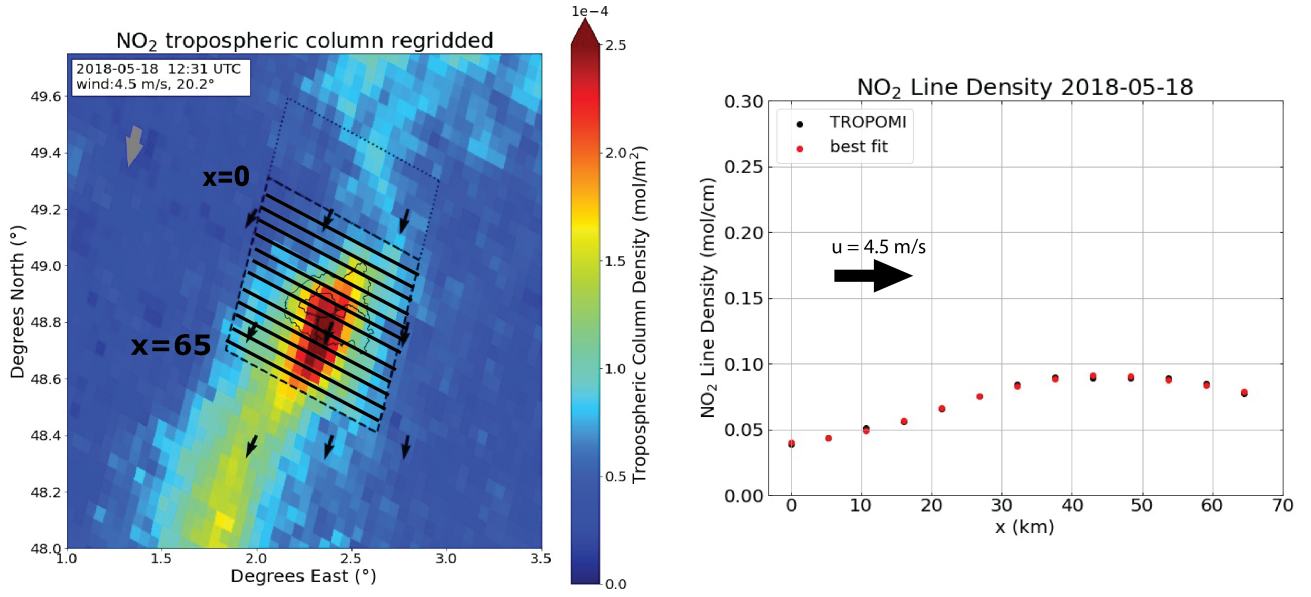 NO₂ tropospheric column regridded
2018-05-18 12:31 UTC
wind:4.5 m/s, 20.2°
x=0
x=65
49.6
49.4
49.2
49.0
48.8
48.6
48.4
48.2
48.0
1.0
1.5
2.0
2.5
3.0
3.5
Degrees North (°)
Degrees East (°)
1e−4
2.5
2.0
1.5
1.0
0.5
0.0
Tropospheric Column Density (mol/m²)
NO₂ Line Density 2018-05-18
TROPOMI
best fit
u = 4.5 m/s
0.30
0.25
0.20
0.15
0.10
0.05
0.00
NO₂ Line Density (mol/cm)
0
10
20
30
40
50
60
70
x (km)